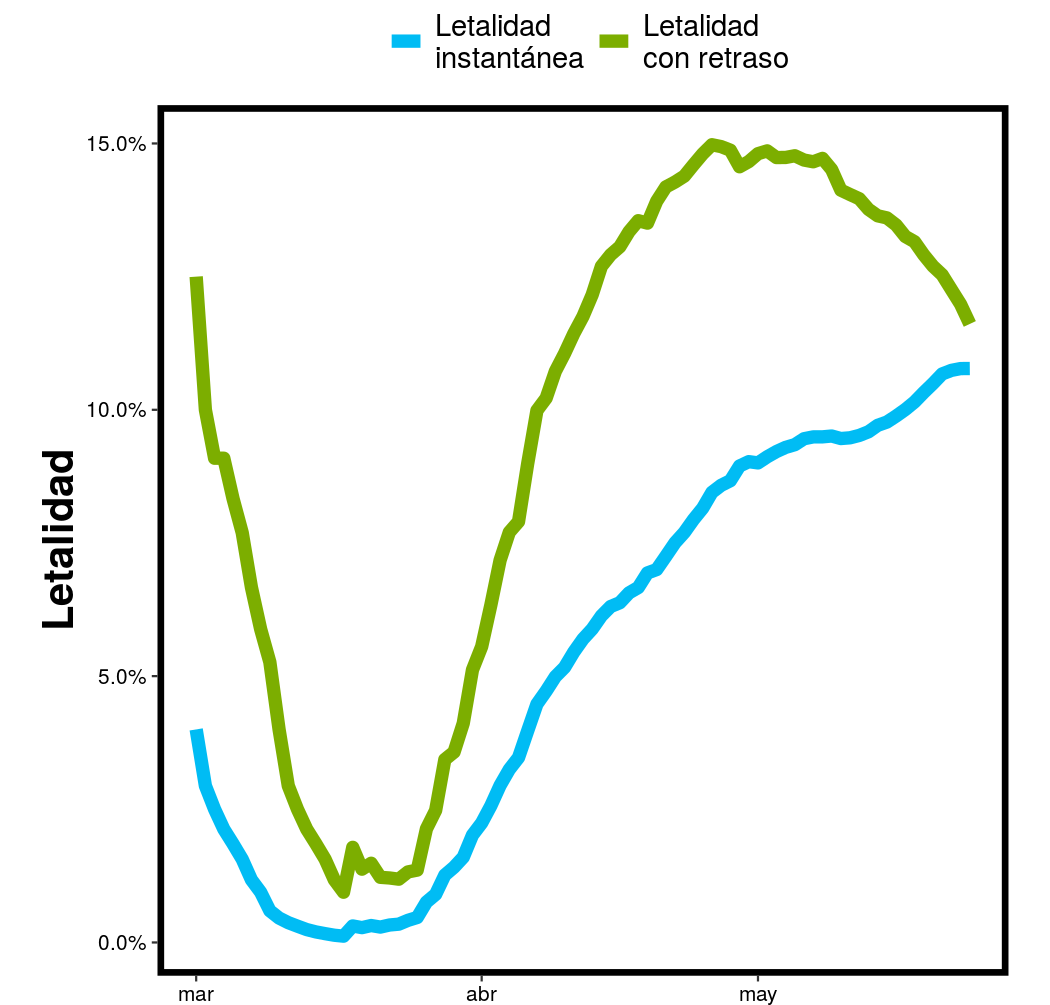 Letalidad
instantánea
Letalidad
con retraso
Letalidad
15.0%
10.0%
5.0%
0.0%
mar
abr
may